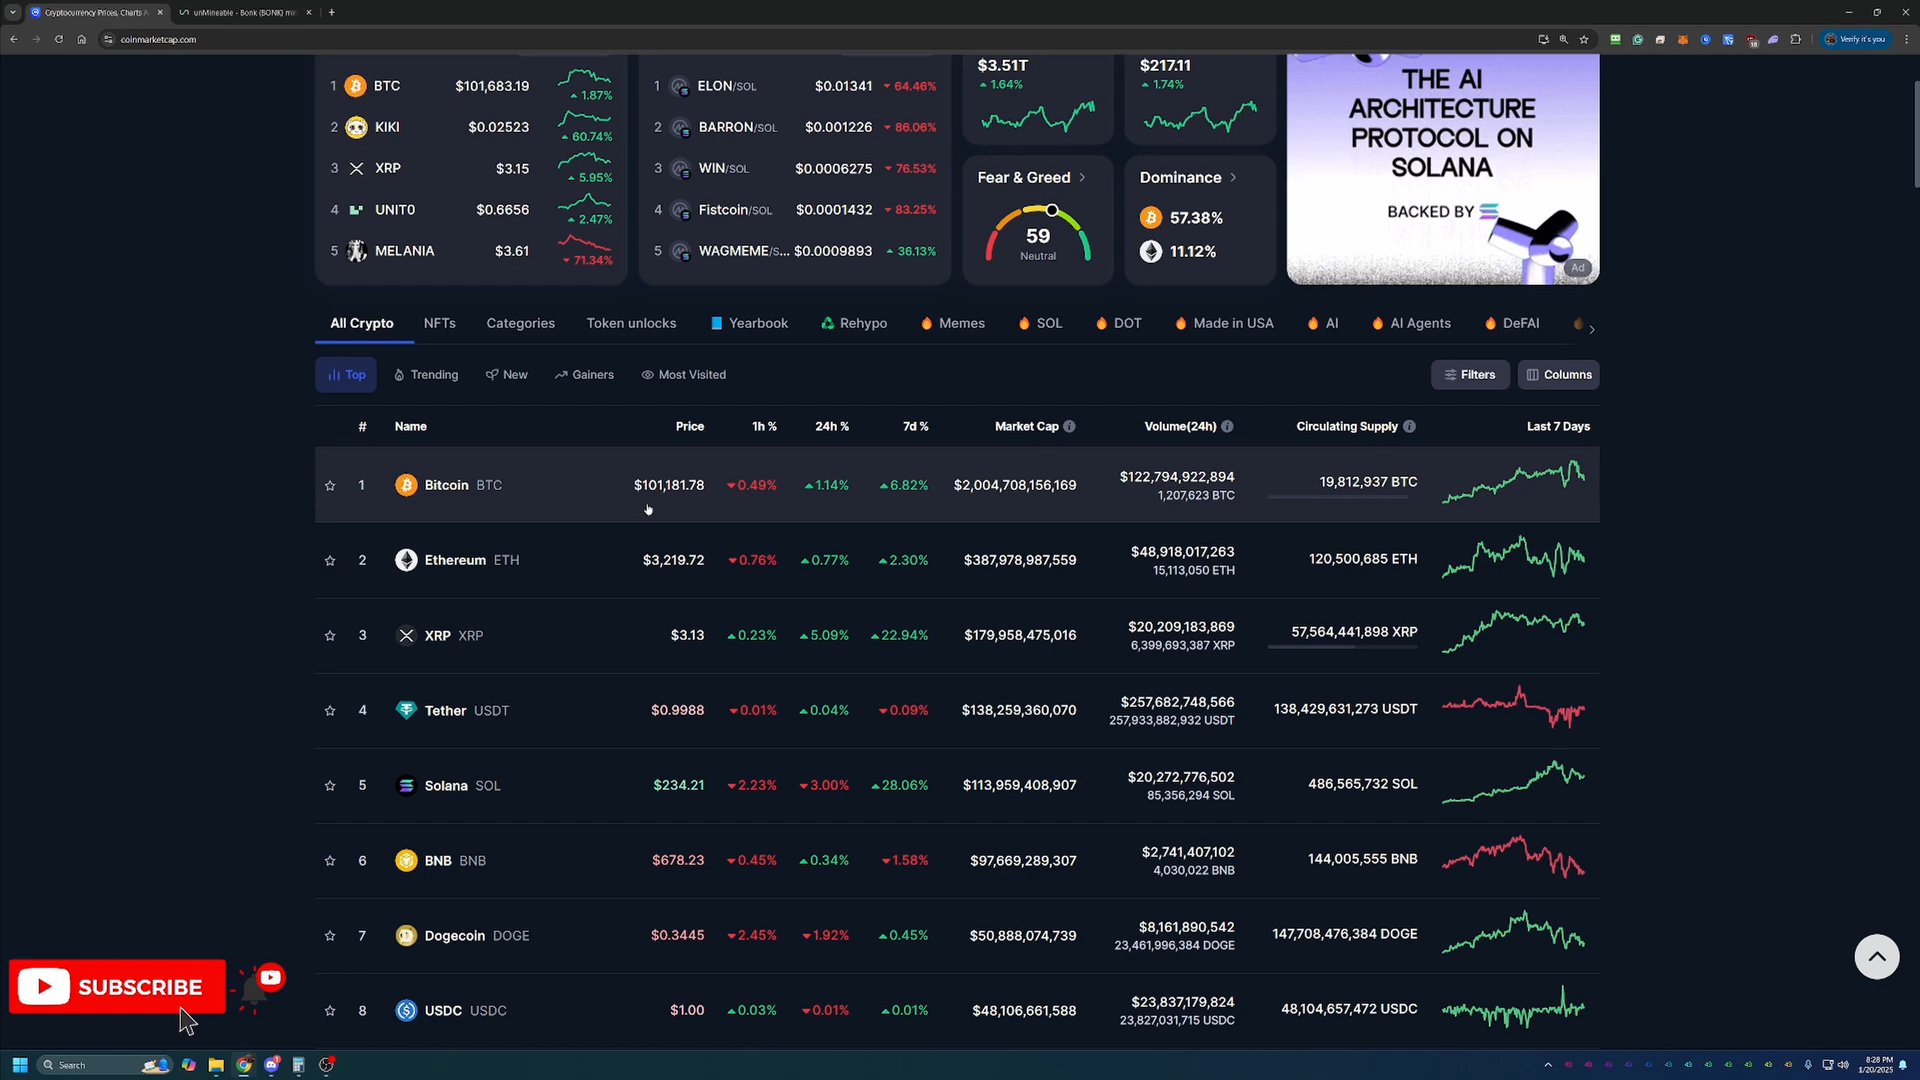 Cryptocurrency Prices, Charts A
unMineable - Bonk (BONK) mi
coinmarketcap.com
18
Verify it's you
1 BTC $101,683.19 1.87%
2 KIKI $0.02523 60.74%
3 XRP $3.15 5.95%
4 UNIT0 $0.6656 2.47%
5 MELANIA $3.61 71.34%
1 ELON/SOL $0.01341 64.46%
2 BARRON/SOL $0.001226 86.06%
3 WIN/SOL $0.0006275 76.53%
4 Fistcoin/SOL $0.0001432 83.25%
5 WAGMEME/S... $0.0009893 36.13%
$3.51T
1.64%
$217.11
1.74%
Fear & Greed
59
Neutral
Dominance
57.38%
11.12%
THE AI
ARCHITECTURE
PROTOCOL ON
SOLANA
BACKED BY
Ad
All Crypto NFTs Categories Token unlocks Yearbook Rehypo Memes SOL DOT Made in USA AI AI Agents DeFAI
Top Trending New Gainers Most Visited Filters Columns
# Name Price 1h % 24h % 7d % Market Cap Volume(24h) Circulating Supply Last 7 Days
1 Bitcoin BTC $101,181.78 0.49% 1.14% 6.82% $2,004,708,156,169 $122,794,922,894 19,812,937 BTC
1,207,623 BTC
2 Ethereum ETH $3,219.72 0.76% 0.77% 2.30% $387,978,987,559 $48,918,017,263 120,500,685 ETH
15,113,050 ETH
3 XRP XRP $3.13 0.23% 5.09% 22.94% $179,958,475,016 $20,209,183,869 57,564,441,898 XRP
6,399,693,387 XRP
4 Tether USDT $0.9988 0.01% 0.04% 0.09% $138,259,360,070 $257,682,748,566 138,429,631,273 USDT
257,933,882,932 USDT
5 Solana SOL $234.21 2.23% 3.00% 28.06% $113,959,408,907 $20,272,776,502 486,565,732 SOL
85,356,294 SOL
6 BNB BNB $678.23 0.45% 0.34% 1.58% $97,669,289,307 $2,741,407,102 144,005,555 BNB
4,030,022 BNB
7 Dogecoin DOGE $0.3445 2.45% 1.92% 0.45% $50,888,074,739 $8,161,890,542 147,708,476,384 DOGE
23,461,996,384 DOGE
8 USDC USDC $1.00 0.03% 0.01% 0.01% $48,106,661,588 $23,837,179,824 48,104,657,472 USDC
23,827,031,715 USDC
SUBSCRIBE
Search
8:28 PM
1/20/2025